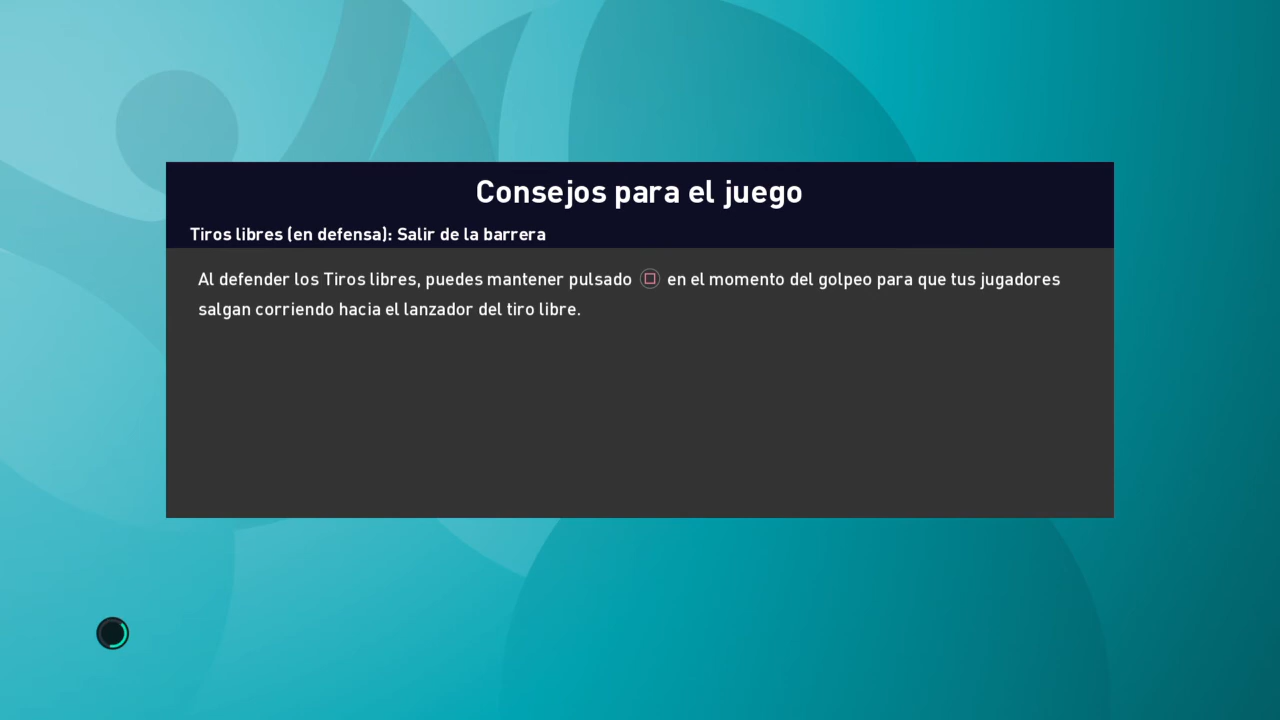 Consejos para el juego
Tiros libres (en defensa): Salir de la barrera
Al defender los Tiros libres, puedes mantener pulsado en el momento del golpeo para que tus jugadores
salgan corriendo hacia el lanzador del tiro libre.